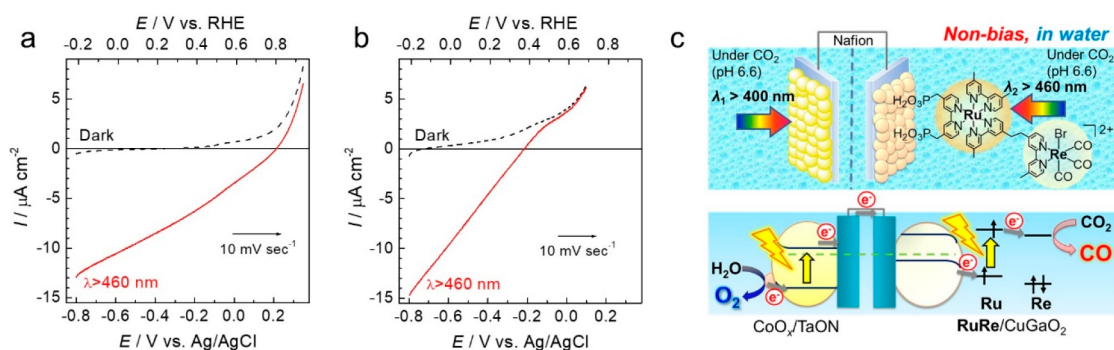 a
E / V vs. RHE
-0.2 0.0 0.2 0.4 0.6 0.8
I / μA cm⁻²
5
0
-5
-10
-15
Dark
10 mV sec⁻¹
λ>460 nm
-0.8 -0.6 -0.4 -0.2 0.0 0.2
E / V vs. Ag/AgCl
b
E / V vs. RHE
-0.2 0.0 0.2 0.4 0.6 0.8
I / μA cm⁻²
5
0
-5
-10
-15
Dark
10 mV sec⁻¹
λ>460 nm
-0.8 -0.6 -0.4 -0.2 0.0 0.2
E / V vs. Ag/AgCl
c
Nafion
Non-bias, in water
Under CO₂
(pH 6.6)
λ₁ > 400 nm
Under CO₂
(pH 6.6)
λ₂ > 460 nm
H₂O₃P
H₂O₃P
N N
N N
N N
Ru
2+
Br
N
N
Re
CO
CO
CO
e⁻
e⁻
e⁻
e⁻
e⁻
H₂O
O₂
CO₂
CO
Ru
Re
CoOₓ/TaON
RuRe/CuGaO₂